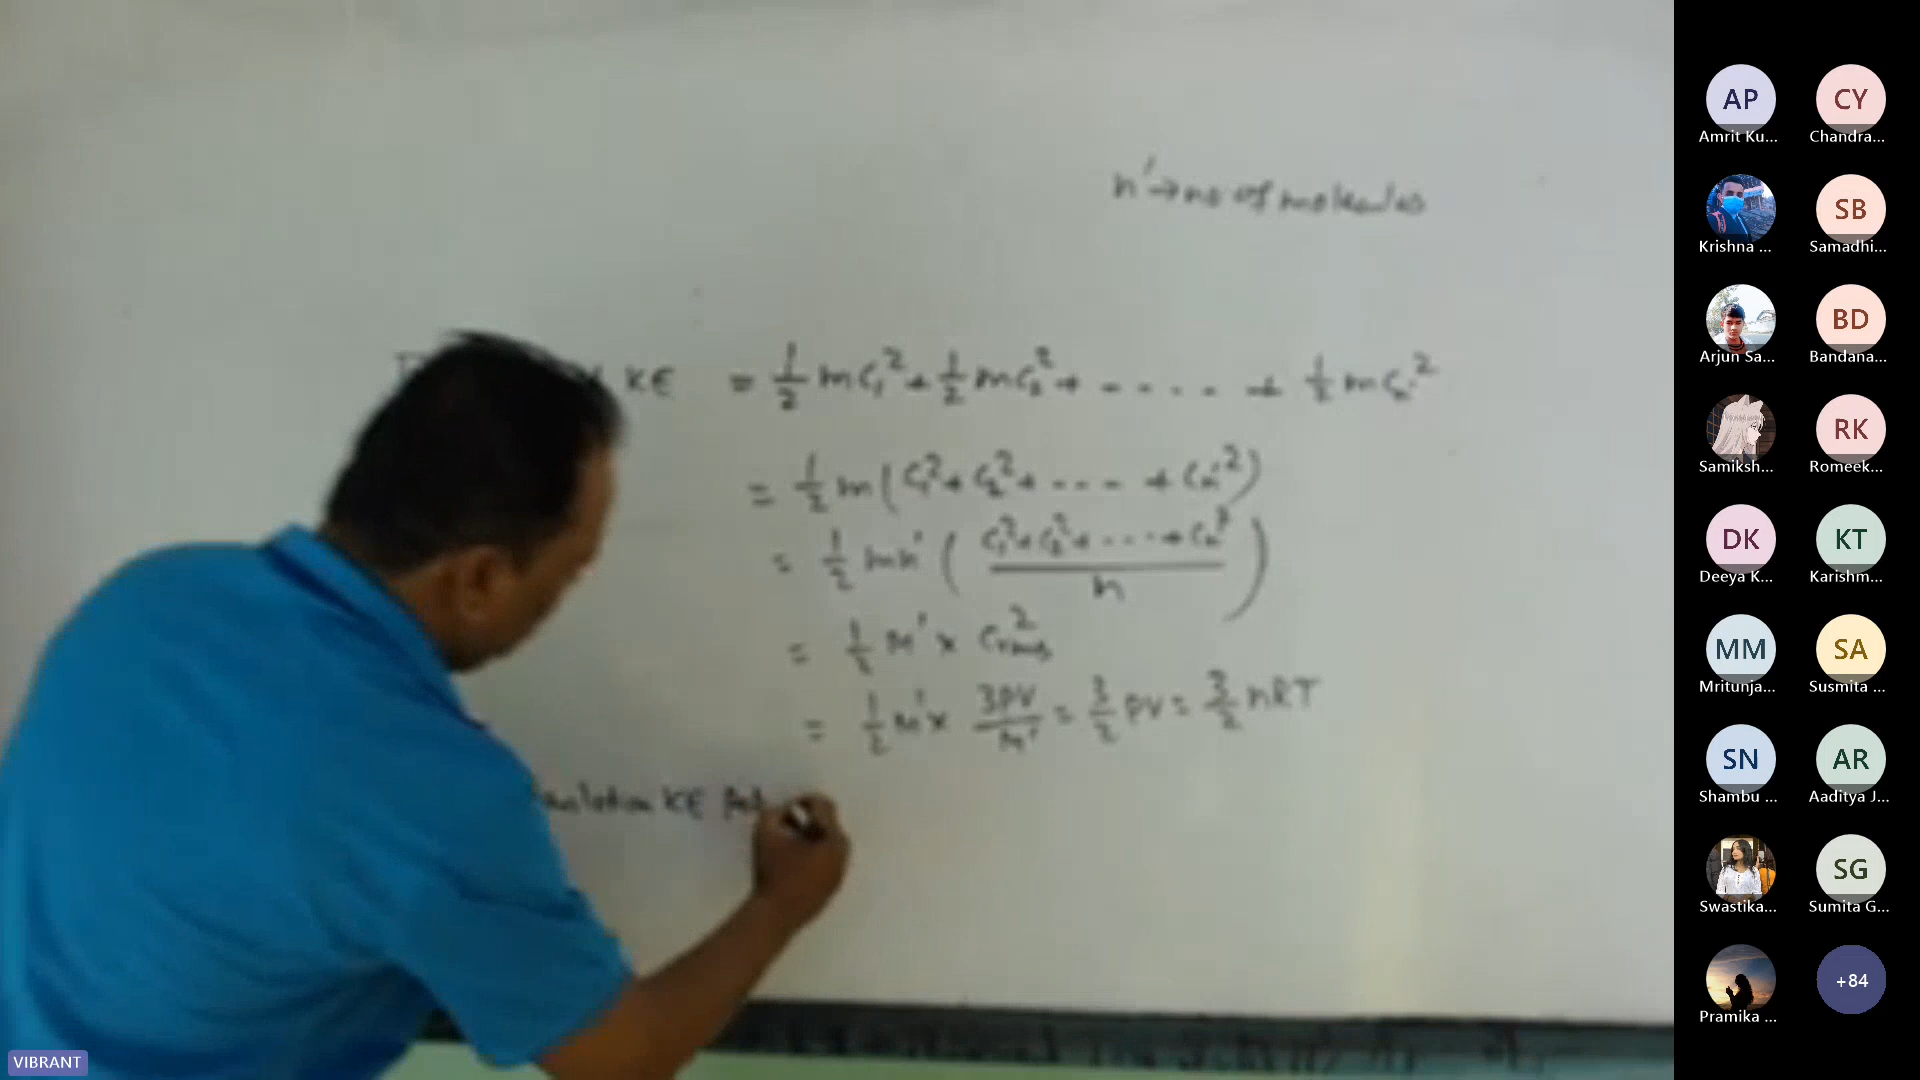 n' → no of molecules
KE = 1/2 mc₁² + 1/2 mc₂² + - - - - + 1/2 mcₙ'²
= 1/2 m (c₁² + c₂² + - - - + cₙ'²)
= 1/2 mn' ( (c₁² + c₂² + - - - + cₙ'²) / n )
= 1/2 M' × Crms²
= 1/2 M' × 3PV/M' = 3/2 PV = 3/2 nRT
KE
VIBRANT
AP
Amrit Ku...
CY
Chandra...
Krishna ...
SB
Samadhi...
Arjun Sa...
BD
Bandana...
Samiksh...
RK
Romeek...
DK
Deeya K...
KT
Karishm...
MM
Mritunja...
SA
Susmita ...
SN
Shambu ...
AR
Aaditya J...
Swastika...
SG
Sumita G...
Pramika ...
+84